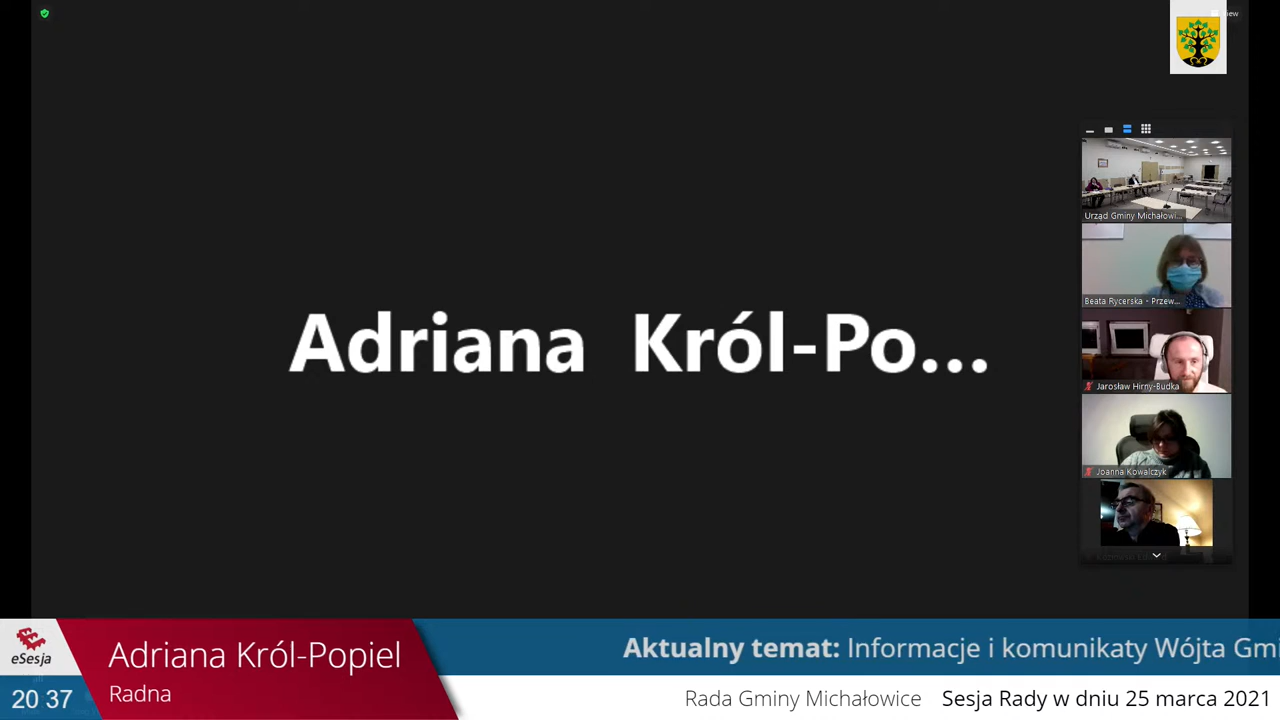 View
Urząd Gminy Michałowi...
Beata Rycerska - Przew...
Jarosław Hirny-Budka
Joanna Kowalczyk
Adriana Król-Po...
eSesja
Adriana Król-Popiel
Radna
20 37
Aktualny temat: Informacje i komunikaty Wójta Gmi
Rada Gminy Michałowice Sesja Rady w dniu 25 marca 2021